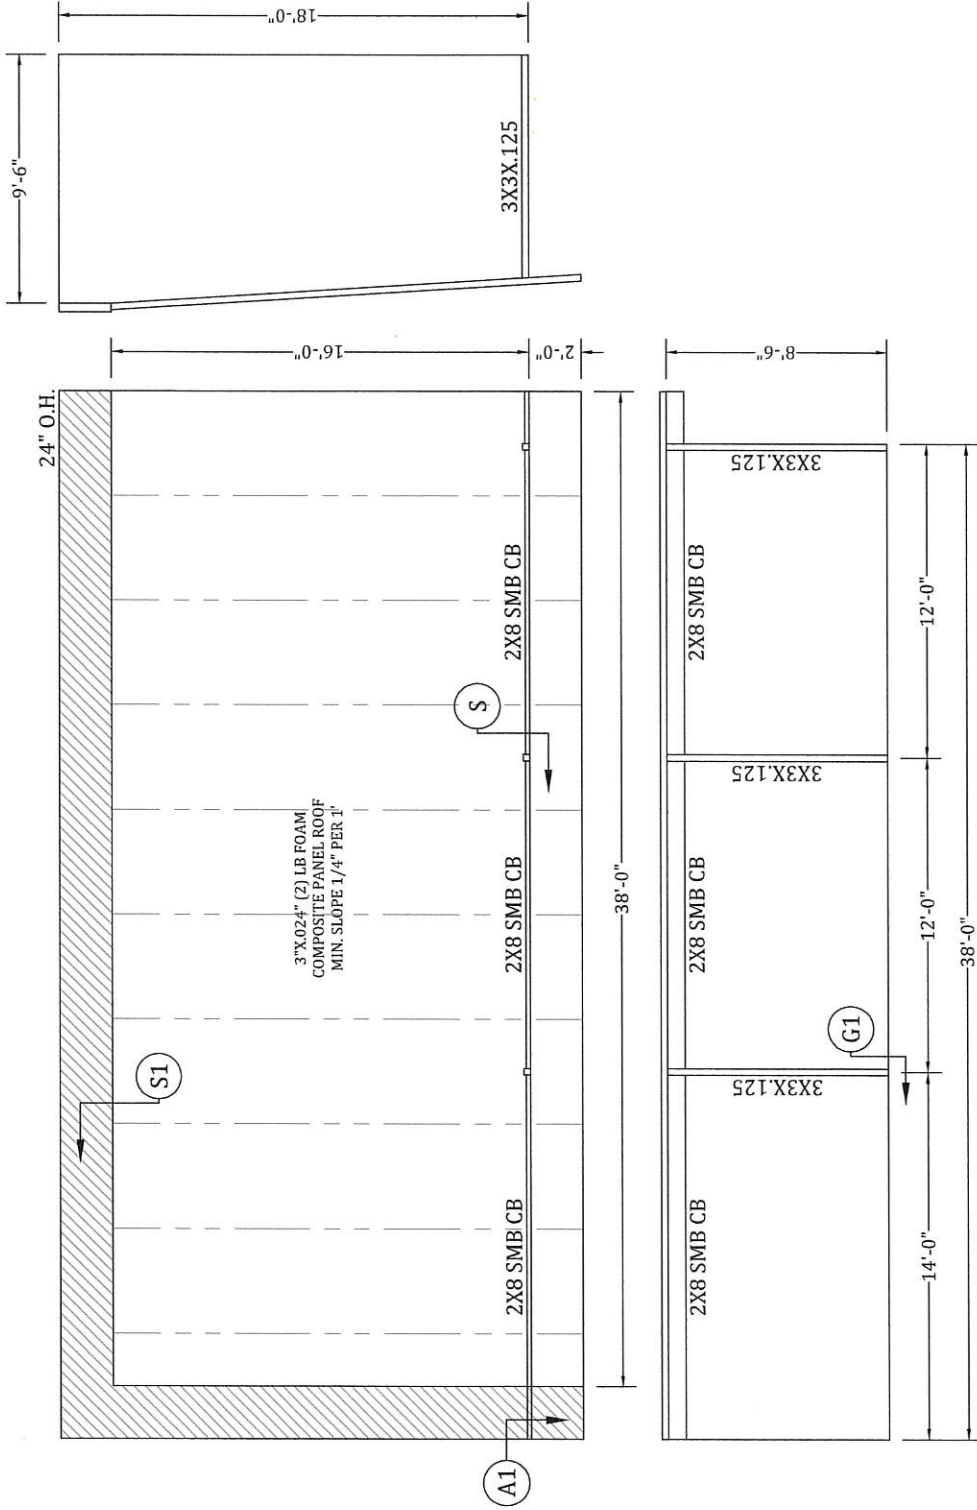 18'-0"
9'-6"
3X3X.125
24" O.H.
16'-0"
2'-0"
S1
3"X.024" (2) LB FOAM
COMPOSITE PANEL ROOF
MIN. SLOPE 1/4" PER 1'
S
2X8 SMB CB
2X8 SMB CB
2X8 SMB CB
A1
38'-0"
8'-6"
2X8 SMB CB
2X8 SMB CB
2X8 SMB CB
3X3X.125
3X3X.125
3X3X.125
G1
14'-0"
12'-0"
12'-0"
38'-0"